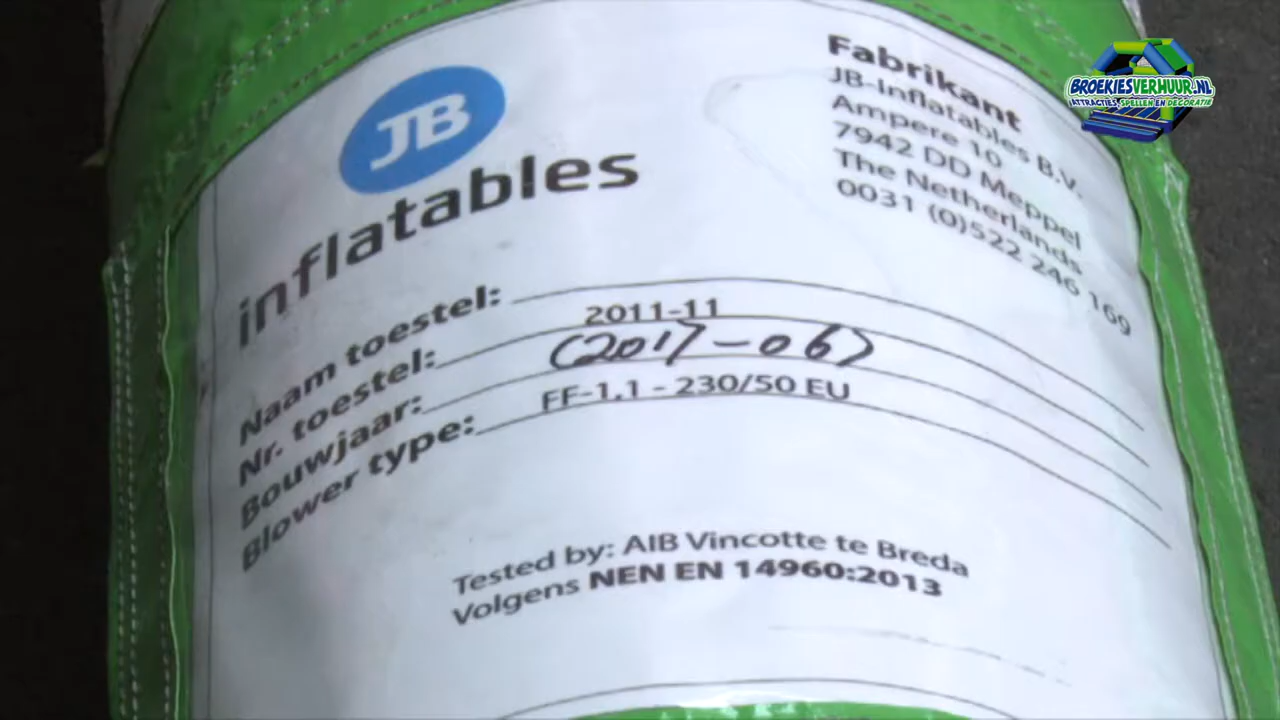 JB
inflatables
Fabrikant
JB-Inflatables B.V.
Ampere 10
7942 DD Meppel
The Netherlands
0031 (0)522 246 169
Naam toestel:
Nr. toestel: 2011-11
Bouwjaar: (2017-06)
Blower type: FF-1,1 - 230/50 EU
Tested by: AIB Vincotte te Breda
Volgens NEN EN 14960:2013
BROEKIESVERHUUR.NL
ATTRACTIES, SPELLEN EN DECORATIE